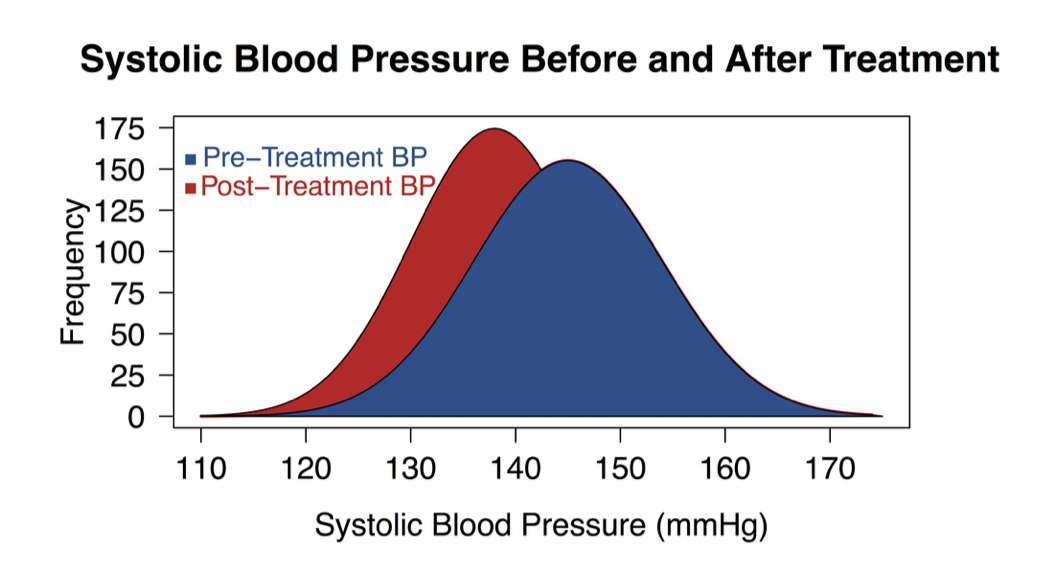 Systolic Blood Pressure Before and After Treatment
Pre−Treatment BP
Post−Treatment BP
Frequency
175
150
125
100
75
50
25
0
110 120 130 140 150 160 170
Systolic Blood Pressure (mmHg)